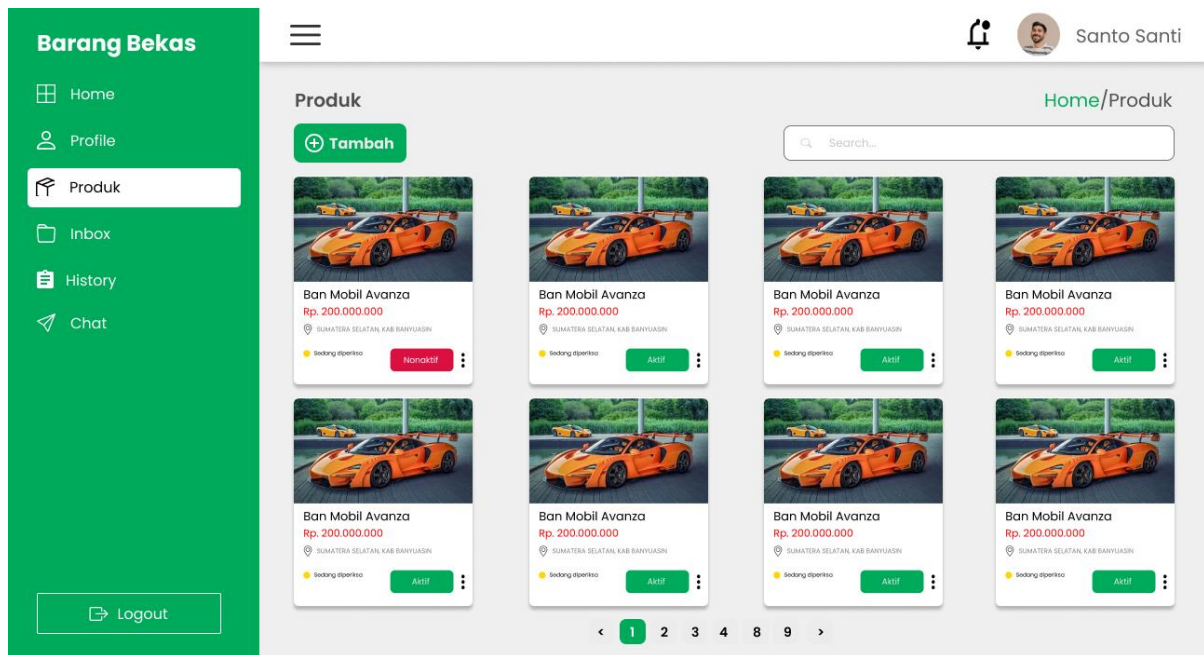 Barang Bekas
Santo Santi
Home
Profile
Produk
Inbox
History
Chat
Logout
Produk
Home/Produk
Tambah
Search...
Ban Mobil Avanza
Rp. 200.000.000
SUMATERA SELATAN, KAB BANYUASIN
Sedang diperiksa
Nonaktif
Ban Mobil Avanza
Rp. 200.000.000
SUMATERA SELATAN, KAB BANYUASIN
Sedang diperiksa
Aktif
Ban Mobil Avanza
Rp. 200.000.000
SUMATERA SELATAN, KAB BANYUASIN
Sedang diperiksa
Aktif
Ban Mobil Avanza
Rp. 200.000.000
SUMATERA SELATAN, KAB BANYUASIN
Sedang diperiksa
Aktif
Ban Mobil Avanza
Rp. 200.000.000
SUMATERA SELATAN, KAB BANYUASIN
Sedang diperiksa
Aktif
Ban Mobil Avanza
Rp. 200.000.000
SUMATERA SELATAN, KAB BANYUASIN
Sedang diperiksa
Aktif
Ban Mobil Avanza
Rp. 200.000.000
SUMATERA SELATAN, KAB BANYUASIN
Sedang diperiksa
Aktif
Ban Mobil Avanza
Rp. 200.000.000
SUMATERA SELATAN, KAB BANYUASIN
Sedang diperiksa
Aktif
< 1 2 3 4 8 9 >